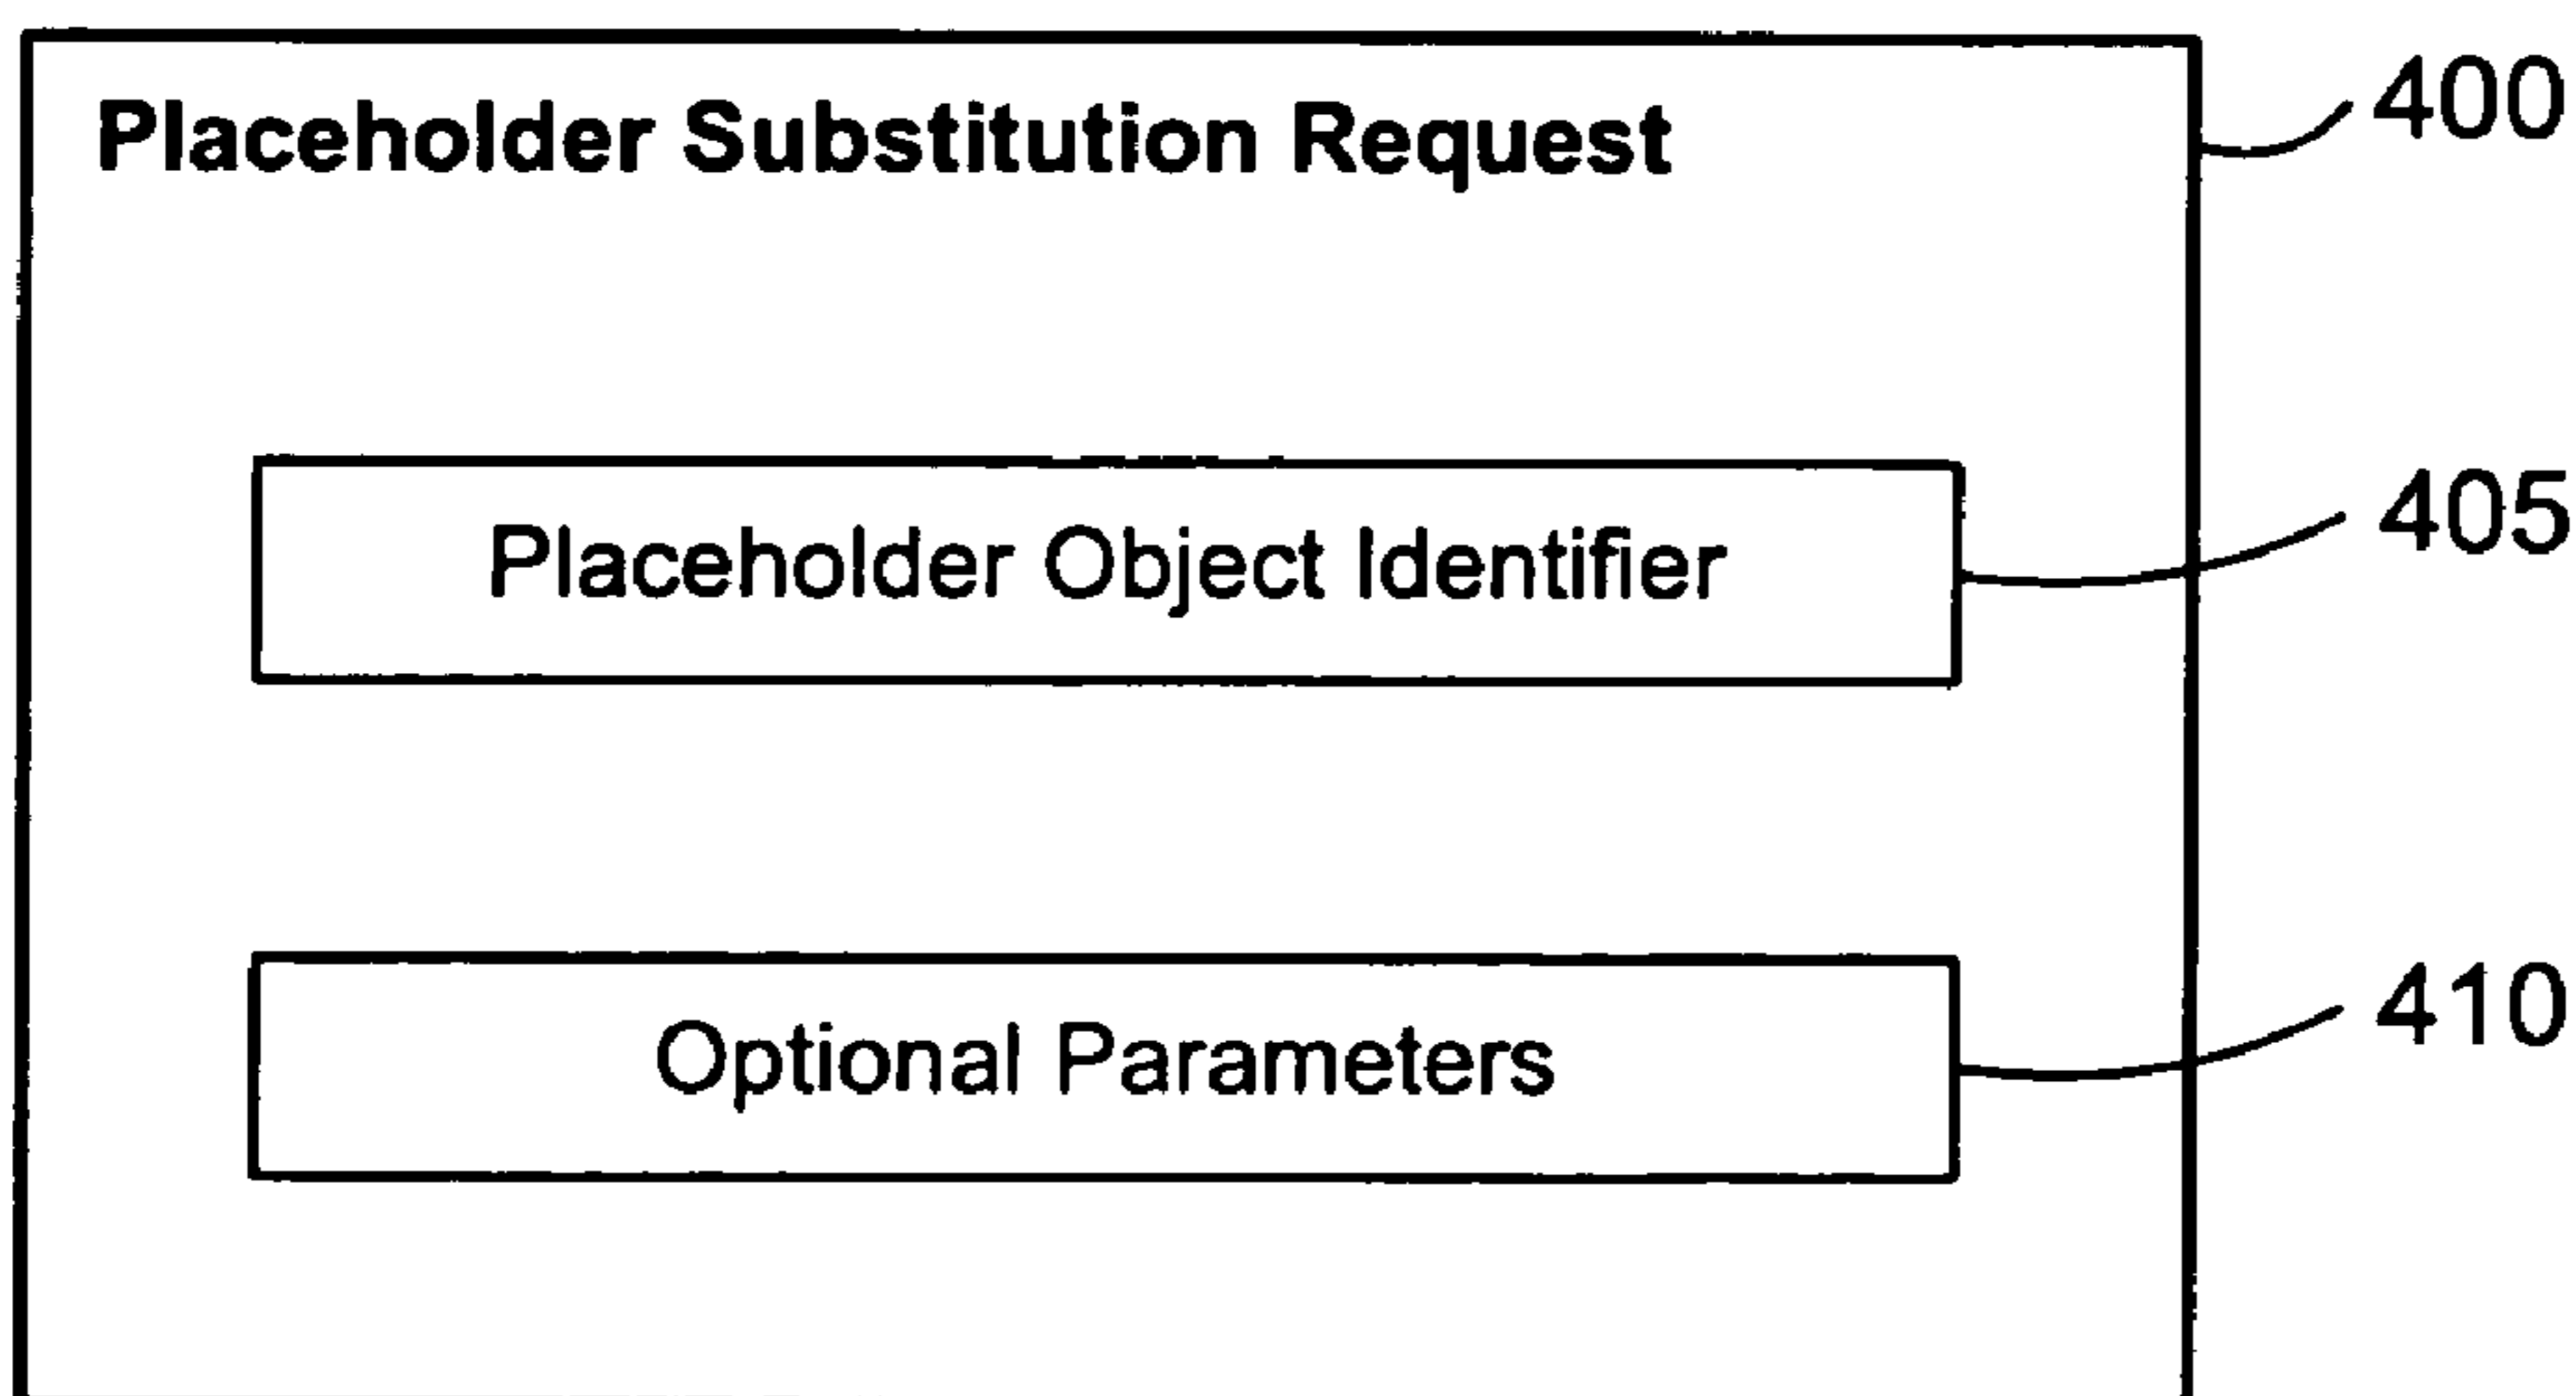 Placeholder Substitution Request
400
Placeholder Object Identifier
405
Optional Parameters
410